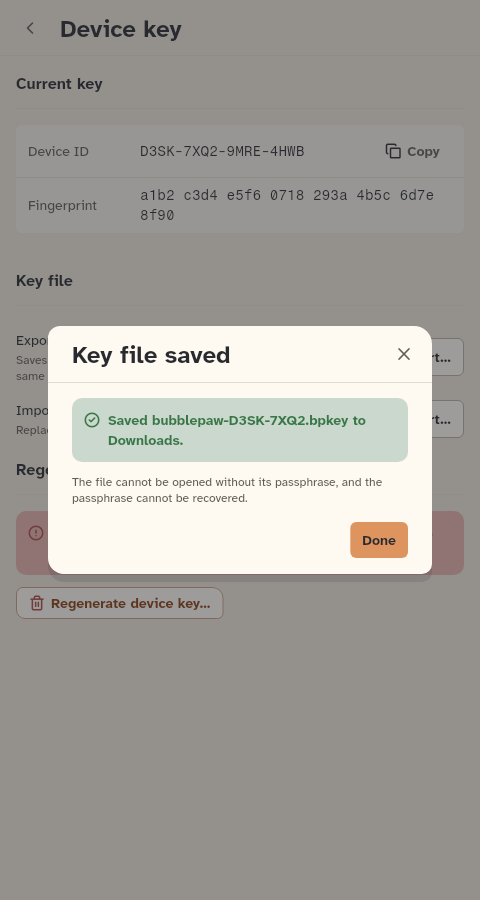 Device key
Current key
Device ID D3SK-7XQ2-9MRE-4HWB Copy
Fingerprint a1b2 c3d4 e5f6 0718 293a 4b5c 6d7e
8f90
Key file
Key file saved
Saved bubblepaw-D3SK-7XQ2.bpkey to
Downloads.
The file cannot be opened without its passphrase, and the
passphrase cannot be recovered.
Done
Saves
same
Regenerate device key...